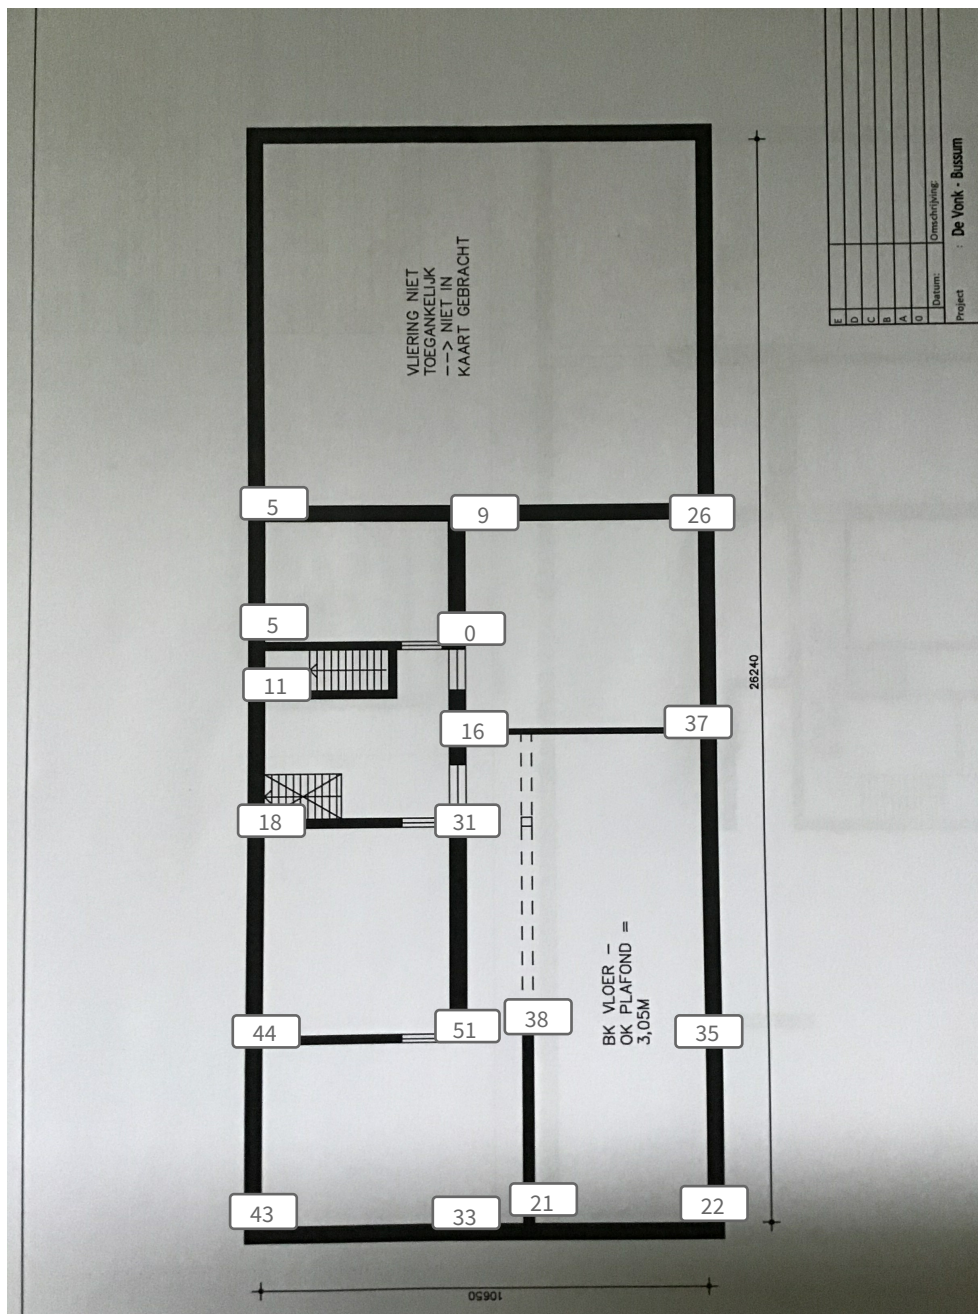 VLIERING NIET
TOEGANKELIJK
--> NIET IN
KAART GEBRACHT
E
D
C
B
A
0
Datum: Omschrijving:
Project : De Vonk - Bussum
5
9
26
5
0
11
26240
16
37
18
31
BK VLOER -
OK PLAFOND =
3,05M
44
51
38
35
43
33
21
22
10650